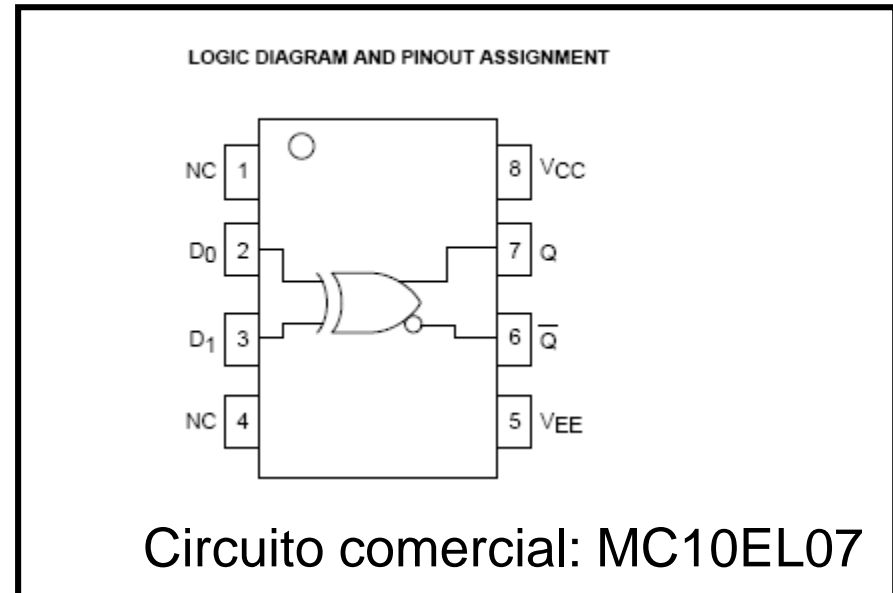 LOGIC DIAGRAM AND PINOUT ASSIGNMENT
NC 1
8 VCC
D0 2
7 Q
D1 3
6 Q̅
NC 4
5 VEE
Circuito comercial: MC10EL07